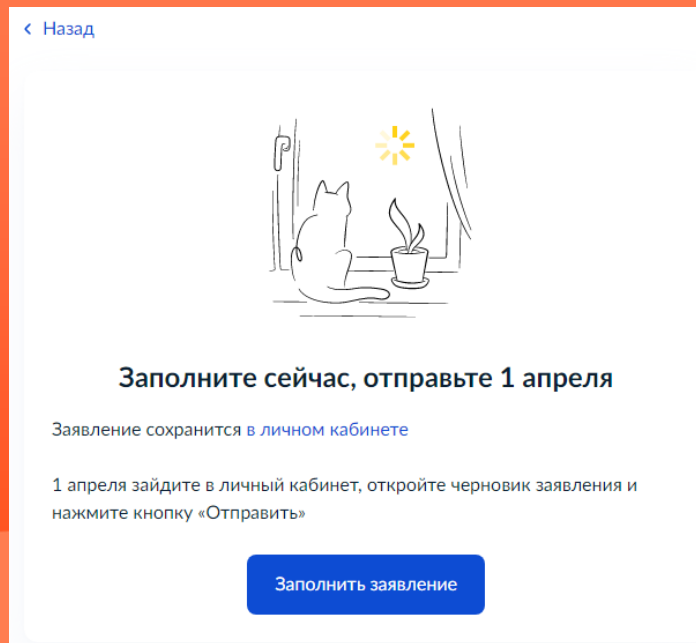 Назад
Заполните сейчас, отправьте 1 апреля
Заявление сохранится в личном кабинете
1 апреля зайдите в личный кабинет, откройте черновик заявления и
нажмите кнопку «Отправить»
Заполнить заявление